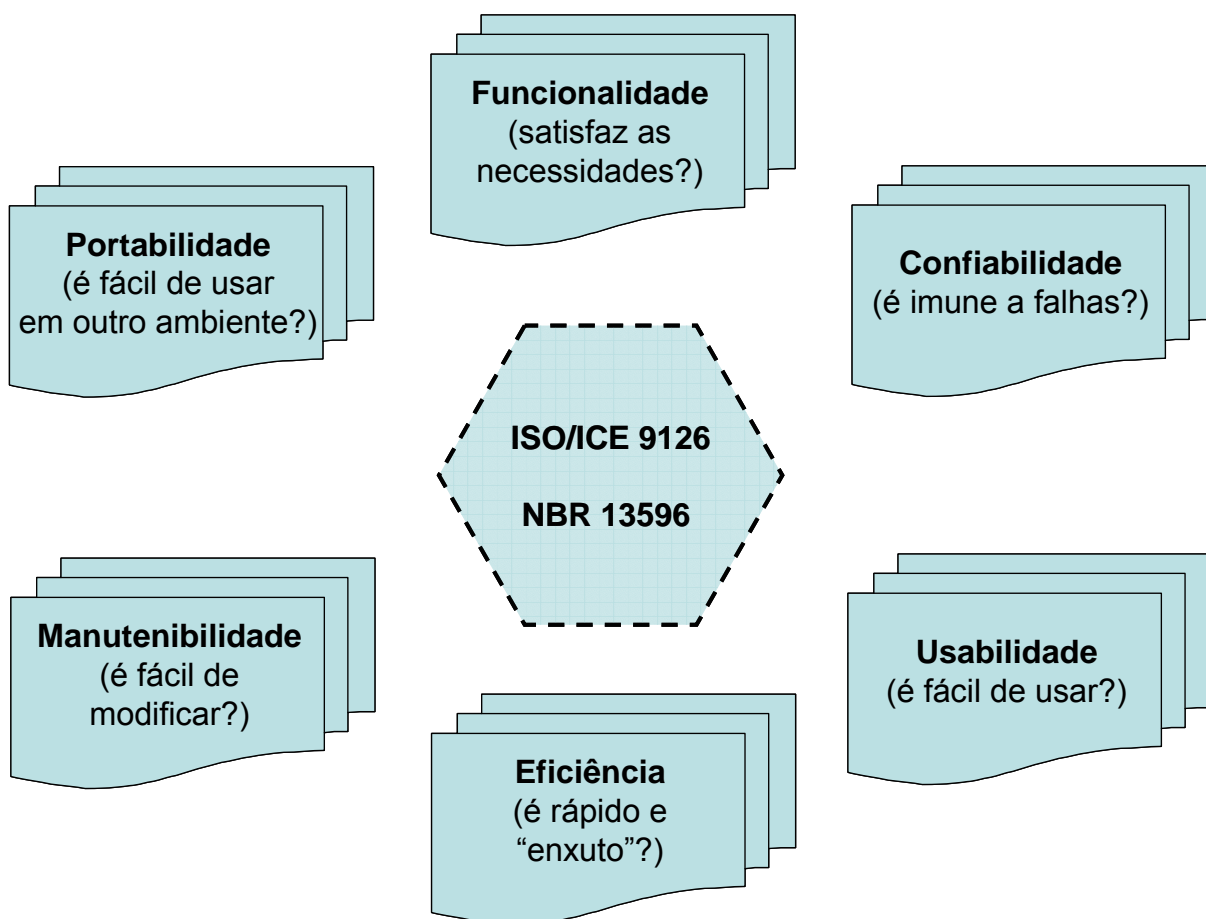 Funcionalidade
(satisfaz as
necessidades?)
Portabilidade
(é fácil de usar
em outro ambiente?)
Confiabilidade
(é imune a falhas?)
ISO/ICE 9126
NBR 13596
Manutenibilidade
(é fácil de
modificar?)
Usabilidade
(é fácil de usar?)
Eficiência
(é rápido e
“enxuto”?)